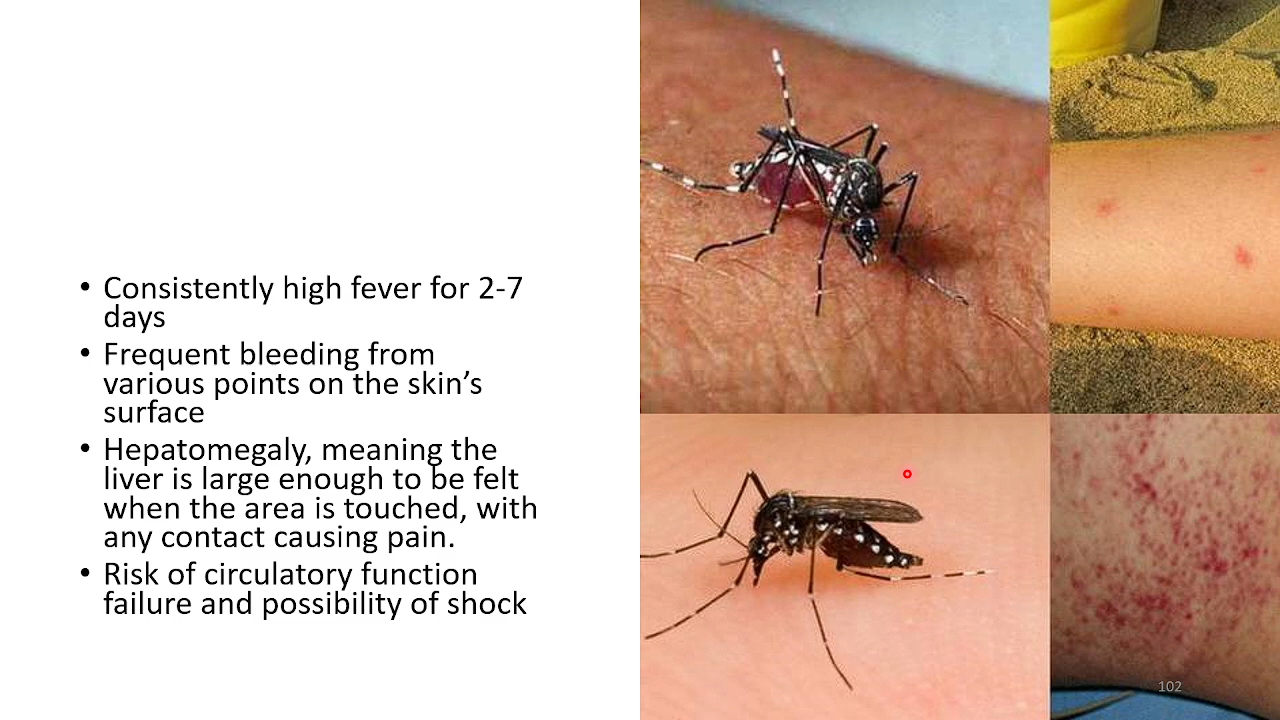 • Consistently high fever for 2-7
days
• Frequent bleeding from
various points on the skin’s
surface
• Hepatomegaly, meaning the
liver is large enough to be felt
when the area is touched, with
any contact causing pain.
• Risk of circulatory function
failure and possibility of shock
102